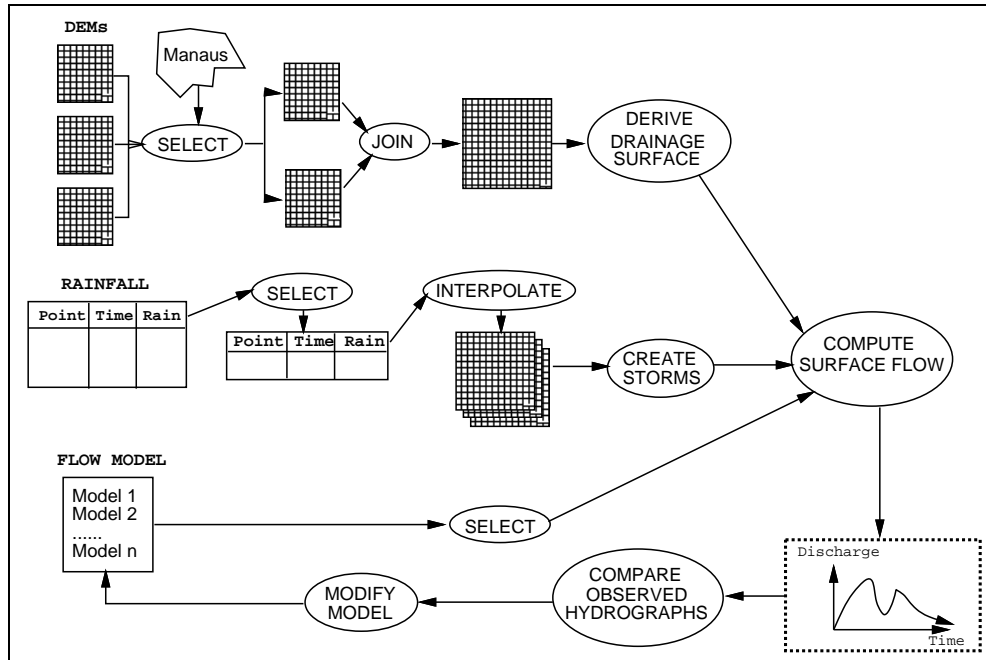 DEMs
Manaus
SELECT
JOIN
DERIVE
DRAINAGE
SURFACE
RAINFALL
Point Time Rain
SELECT
Point Time Rain
INTERPOLATE
CREATE
STORMS
COMPUTE
SURFACE FLOW
FLOW MODEL
Model 1
Model 2
......
Model n
SELECT
MODIFY
MODEL
COMPARE
OBSERVED
HYDROGRAPHS
Discharge
Time